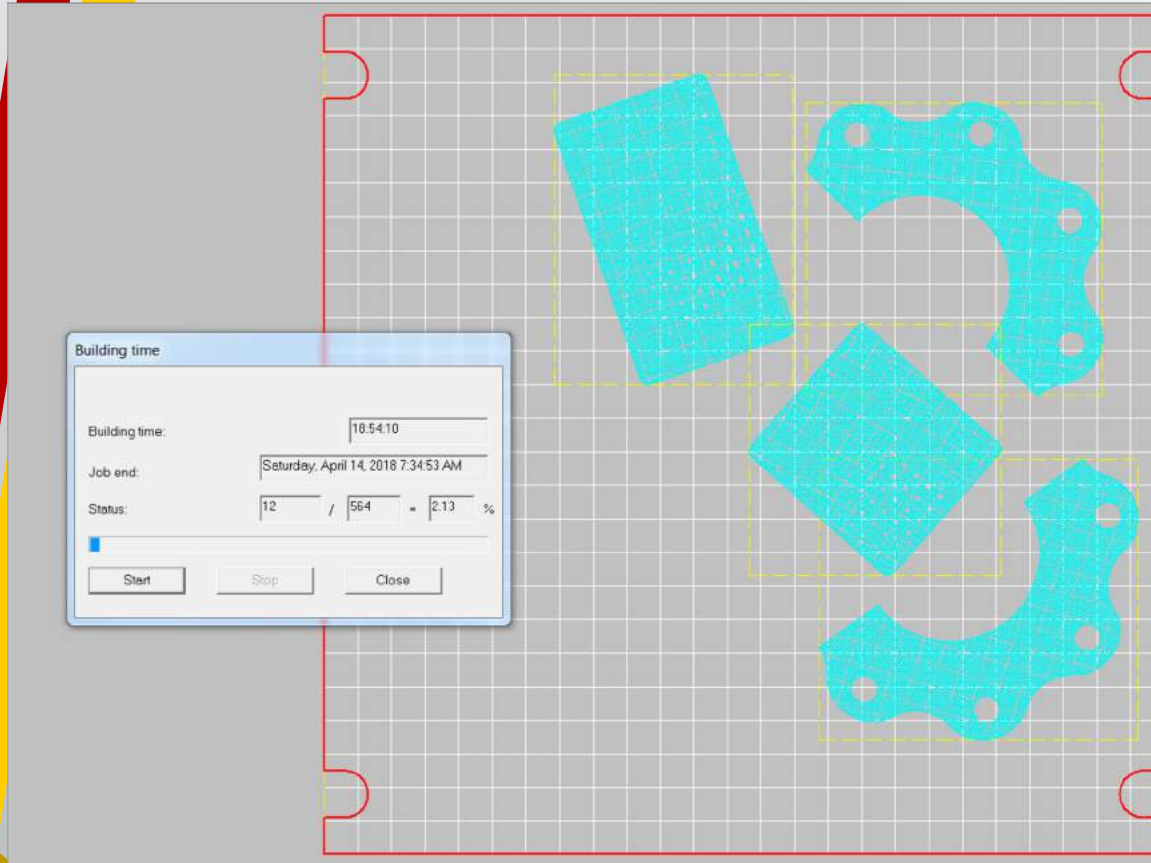 Building time
Building time: 18:54:10
Job end: Saturday, April 14, 2018 7:34:53 AM
Status: 12 / 564 = 2.13 %
Start Stop Close